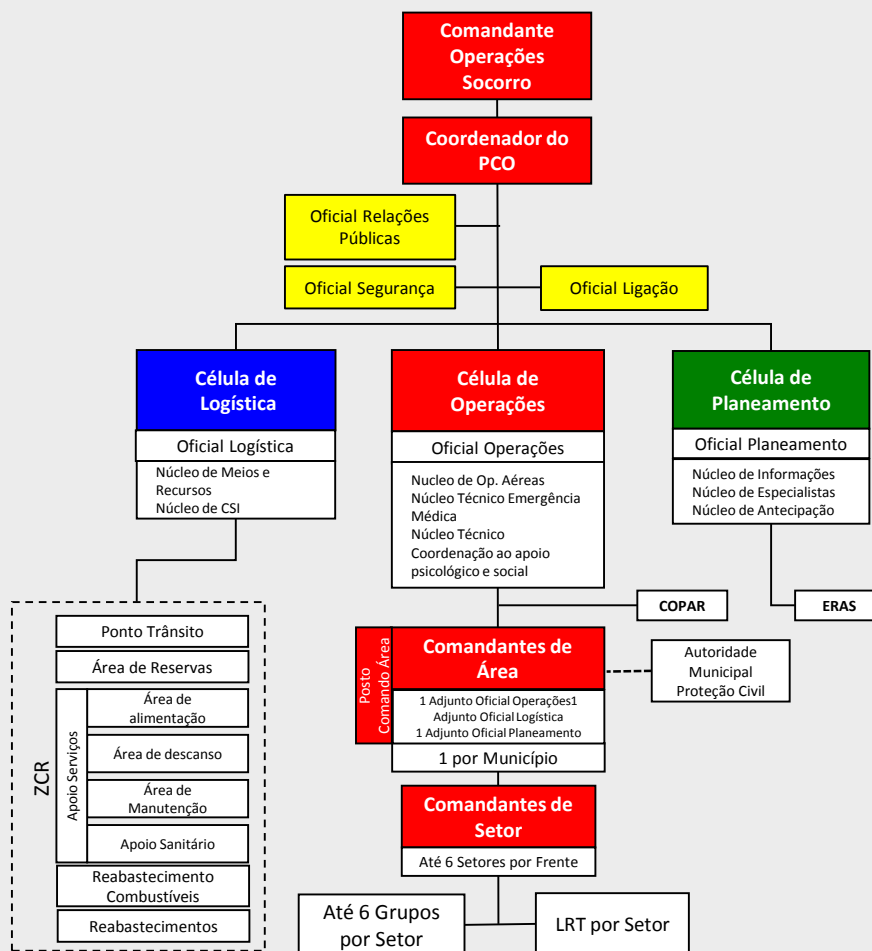 Comandante
Operações
Socorro
Coordenador do
PCO
Oficial Relações
Públicas
Oficial Segurança
Oficial Ligação
Célula de
Logística
Oficial Logística
Núcleo de Meios e
Recursos
Núcleo de CSI
Célula de
Operações
Oficial Operações
Nucleo de Op. Aéreas
Núcleo Técnico Emergência
Médica
Núcleo Técnico
Coordenação ao apoio
psicológico e social
Célula de
Planeamento
Oficial Planeamento
Núcleo de Informações
Núcleo de Especialistas
Núcleo de Antecipação
COPAR
ERAS
ZCR
Ponto Trânsito
Área de Reservas
Apoio Serviços
Área de
alimentação
Área de descanso
Área de
Manutenção
Apoio Sanitário
Reabastecimento
Combustíveis
Reabastecimentos
Posto
Comando Área
Comandantes de
Área
1 Adjunto Oficial Operações1
Adjunto Oficial Logística
1 Adjunto Oficial Planeamento
1 por Município
Autoridade
Municipal
Proteção Civil
Comandantes de
Setor
Até 6 Setores por Frente
Até 6 Grupos
por Setor
LRT por Setor